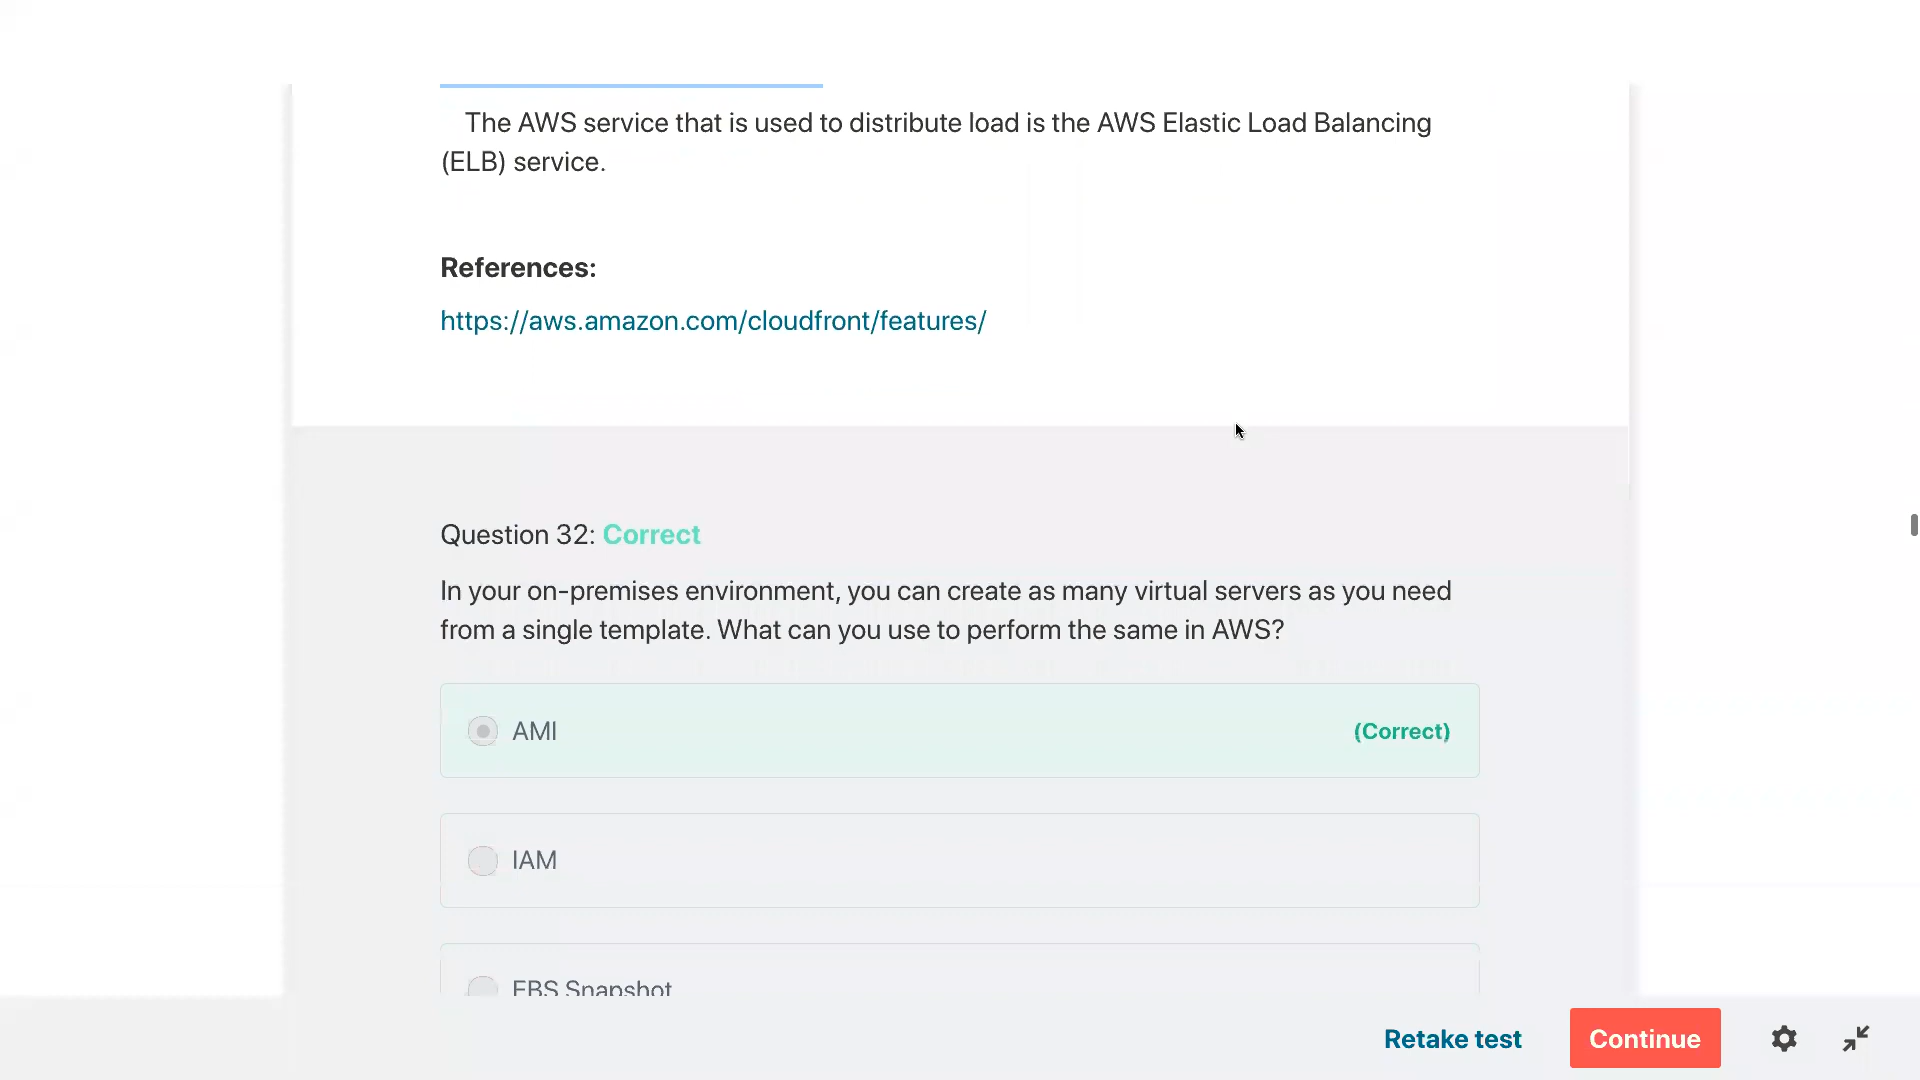 The AWS service that is used to distribute load is the AWS Elastic Load Balancing
(ELB) service.
References:
https://aws.amazon.com/cloudfront/features/
Question 32: Correct
In your on-premises environment, you can create as many virtual servers as you need
from a single template. What can you use to perform the same in AWS?
AMI (Correct)
IAM
EBS Snapshot
Retake test Continue